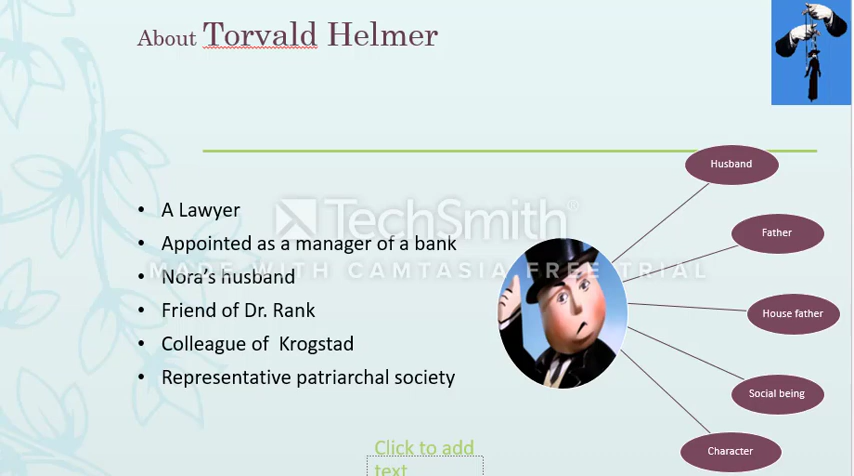 About Torvald Helmer
Husband
TechSmith®
A Lawyer
Father
Appointed as a manager of a bank
MADE WITH CAMTASIA FREE TRIAL
Nora's husband
Friend of Dr. Rank
House father
Colleague of Krogstad
Representative patriarchal society
Social being
Click to add
text
Character